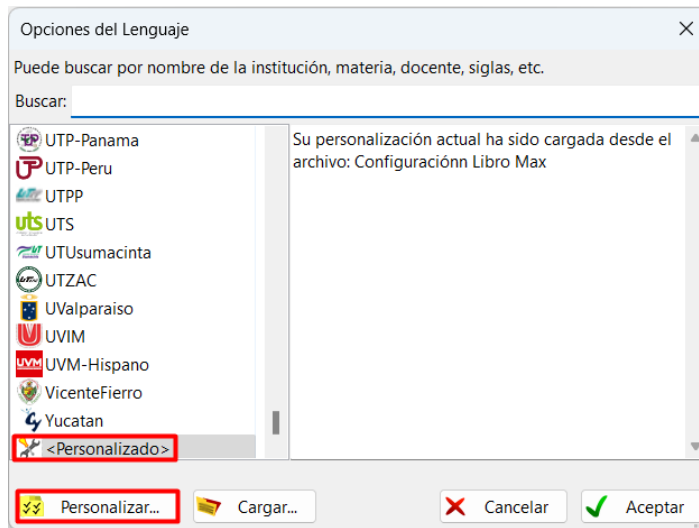 Opciones del Lenguaje
Puede buscar por nombre de la institución, materia, docente, siglas, etc.
Buscar:
UTP-Panama
UTP-Peru
UTPP
uts UTS
UTUsumacinta
UTZAC
UValparaiso
UVIM
UVM UVM-Hispano
VicenteFierro
Yucatan
<Personalizado>
Su personalización actual ha sido cargada desde el
archivo: Configuraciónn Libro Max
Personalizar...
Cargar...
Cancelar
Aceptar